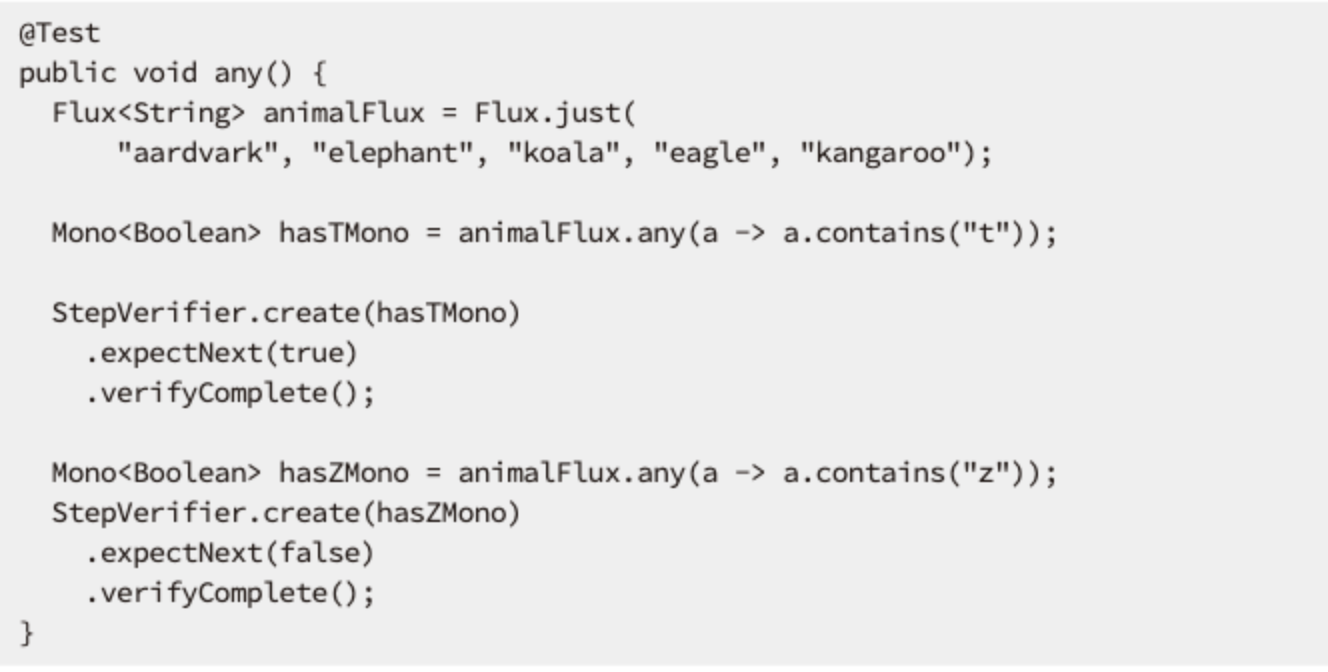 @Test
public void any() {
  Flux<String> animalFlux = Flux.just(
      "aardvark", "elephant", "koala", "eagle", "kangaroo");
  Mono<Boolean> hasTMono = animalFlux.any(a -> a.contains("t"));
  StepVerifier.create(hasTMono)
    .expectNext(true)
    .verifyComplete();
  Mono<Boolean> hasZMono = animalFlux.any(a -> a.contains("z"));
  StepVerifier.create(hasZMono)
    .expectNext(false)
    .verifyComplete();
}